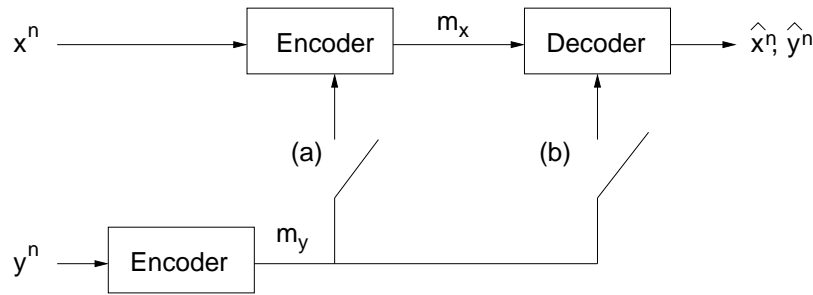 x^n
Encoder
m_x
Decoder
x̂^n, ŷ^n
(a)
(b)
y^n
Encoder
m_y